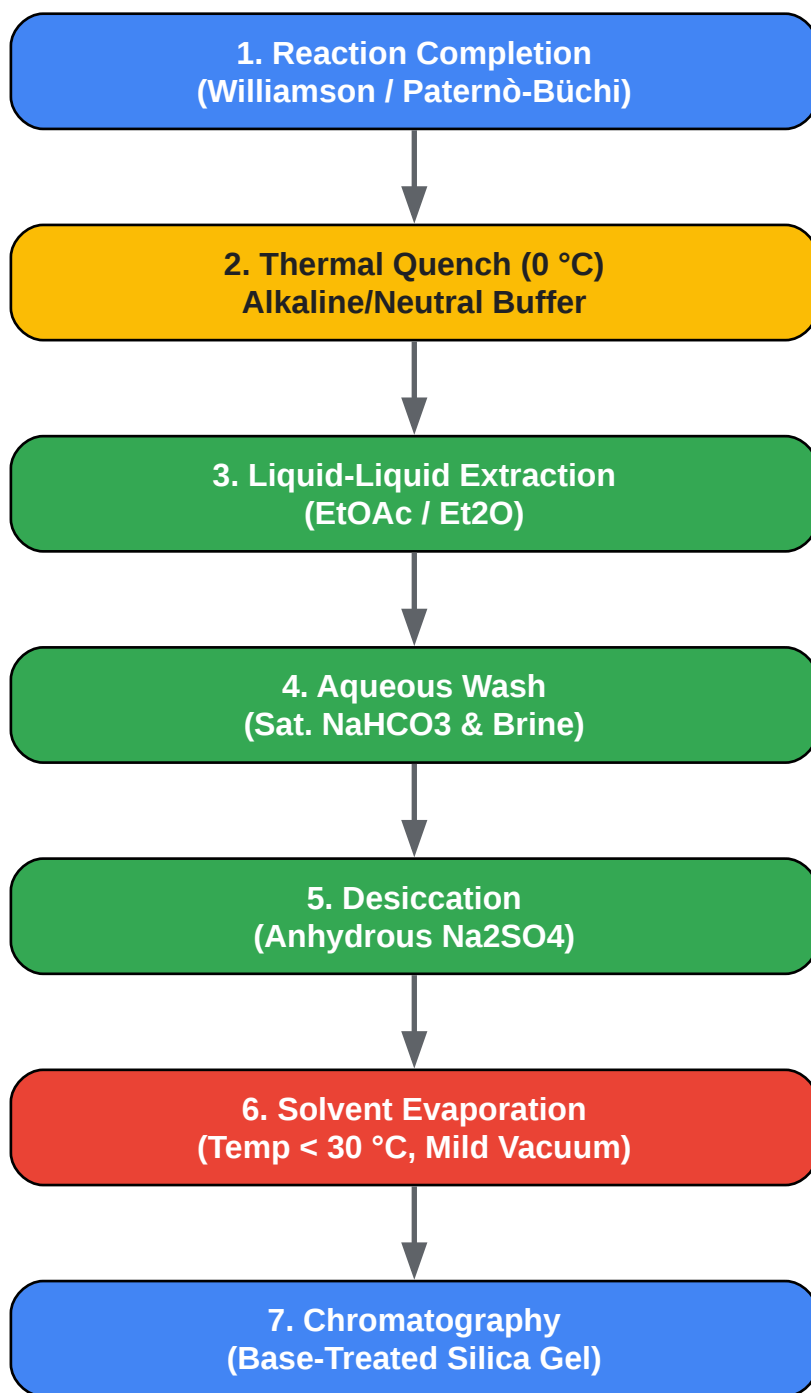 1. Reaction Completion
(Williamson / Paternò-Büchi)
2. Thermal Quench (0 °C)
Alkaline/Neutral Buffer
3. Liquid-Liquid Extraction
(EtOAc / Et2O)
4. Aqueous Wash
(Sat. NaHCO3 & Brine)
5. Desiccation
(Anhydrous Na2SO4)
6. Solvent Evaporation
(Temp < 30 °C, Mild Vacuum)
7. Chromatography
(Base-Treated Silica Gel)